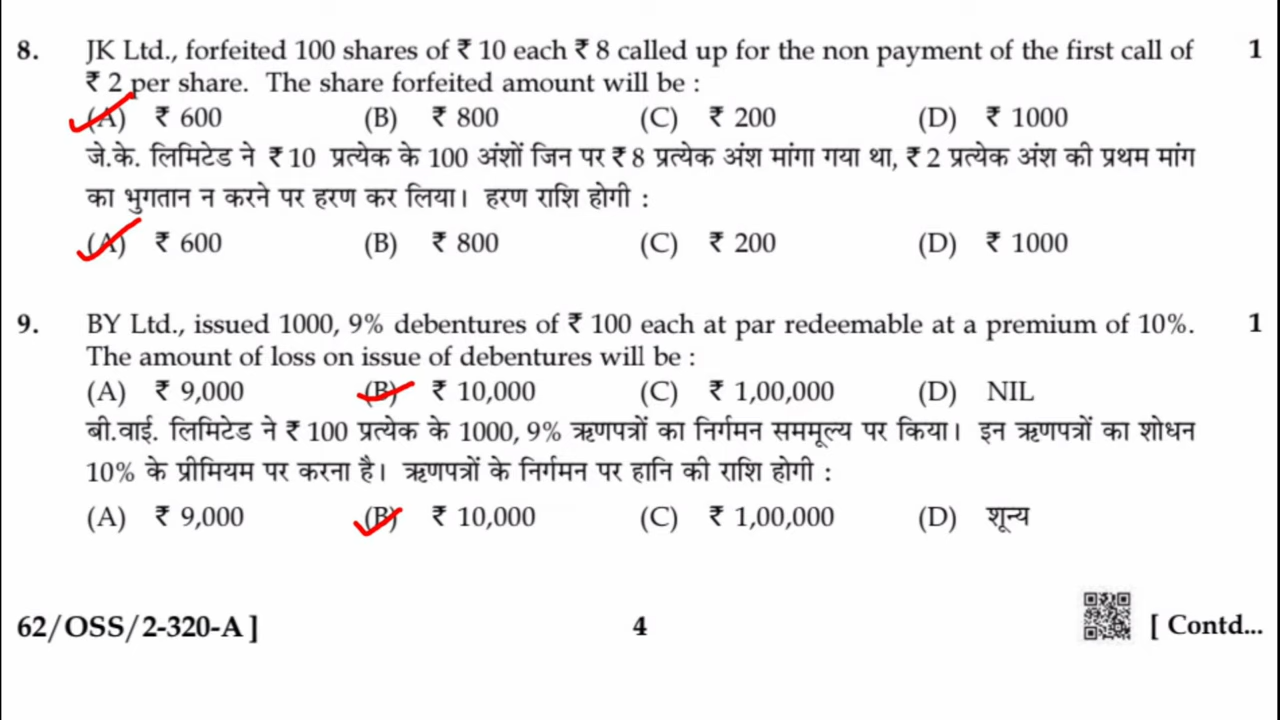 8. JK Ltd., forfeited 100 shares of ₹ 10 each ₹ 8 called up for the non payment of the first call of 1
₹ 2 per share. The share forfeited amount will be :
(A) ₹ 600 (B) ₹ 800 (C) ₹ 200 (D) ₹ 1000
जे.के. लिमिटेड ने ₹ 10 प्रत्येक के 100 अंशों जिन पर ₹ 8 प्रत्येक अंश मांगा गया था, ₹ 2 प्रत्येक अंश की प्रथम मांग
का भुगतान न करने पर हरण कर लिया। हरण राशि होगी :
(A) ₹ 600 (B) ₹ 800 (C) ₹ 200 (D) ₹ 1000
9. BY Ltd., issued 1000, 9% debentures of ₹ 100 each at par redeemable at a premium of 10%. 1
The amount of loss on issue of debentures will be :
(A) ₹ 9,000 (B) ₹ 10,000 (C) ₹ 1,00,000 (D) NIL
बी.वाई. लिमिटेड ने ₹ 100 प्रत्येक के 1000, 9% ऋणपत्रों का निर्गमन सममूल्य पर किया। इन ऋणपत्रों का शोधन
10% के प्रीमियम पर करना है। ऋणपत्रों के निर्गमन पर हानि की राशि होगी :
(A) ₹ 9,000 (B) ₹ 10,000 (C) ₹ 1,00,000 (D) शून्य
62/OSS/2-320-A ] 4 [ Contd...